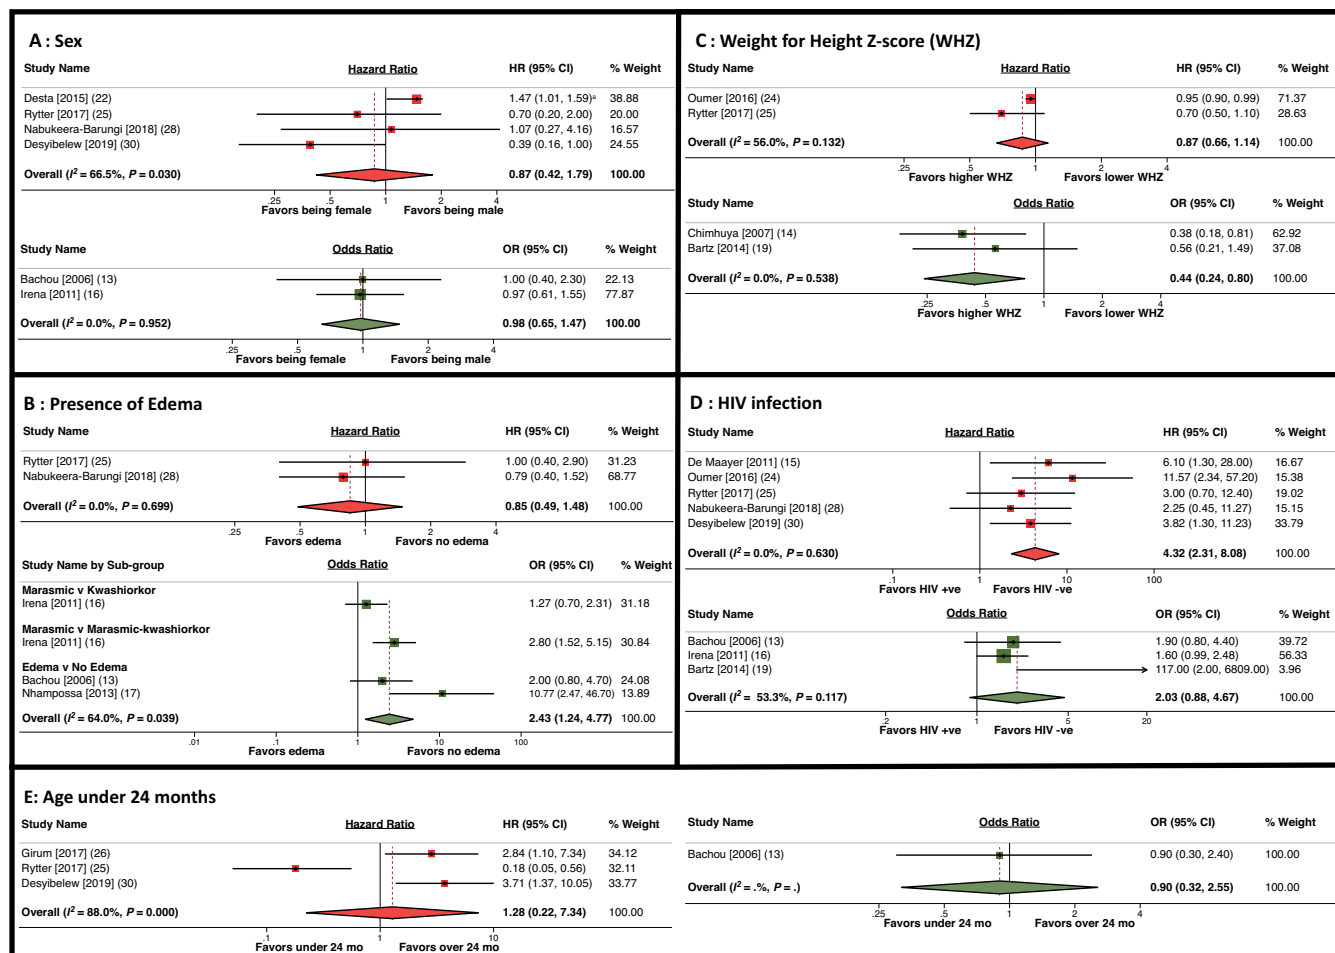 A : Sex
Study Name Hazard Ratio HR (95% CI) % Weight
Desta [2015] (22) 1.47 (1.01, 1.59)ᵃ 38.88
Rytter [2017] (25) 0.70 (0.20, 2.00) 20.00
Nabukeera-Barungi [2018] (28) 1.07 (0.27, 4.16) 16.57
Desyibelew [2019] (30) 0.39 (0.16, 1.00) 24.55
Overall (I² = 66.5%, P = 0.030) 0.87 (0.42, 1.79) 100.00
.25 .5 1 2 4
Favors being female Favors being male
Study Name Odds Ratio OR (95% CI) % Weight
Bachou [2006] (13) 1.00 (0.40, 2.30) 22.13
Irena [2011] (16) 0.97 (0.61, 1.55) 77.87
Overall (I² = 0.0%, P = 0.952) 0.98 (0.65, 1.47) 100.00
.25 .5 1 2 4
Favors being female Favors being male
C : Weight for Height Z-score (WHZ)
Study Name Hazard Ratio HR (95% CI) % Weight
Oumer [2016] (24) 0.95 (0.90, 0.99) 71.37
Rytter [2017] (25) 0.70 (0.50, 1.10) 28.63
Overall (I² = 56.0%, P = 0.132) 0.87 (0.66, 1.14) 100.00
.25 .5 1 2 4
Favors higher WHZ Favors lower WHZ
Study Name Odds Ratio OR (95% CI) % Weight
Chimhuya [2007] (14) 0.38 (0.18, 0.81) 62.92
Bartz [2014] (19) 0.56 (0.21, 1.49) 37.08
Overall (I² = 0.0%, P = 0.538) 0.44 (0.24, 0.80) 100.00
.25 .5 1 2 4
Favors higher WHZ Favors lower WHZ
B : Presence of Edema
Study Name Hazard Ratio HR (95% CI) % Weight
Rytter [2017] (25) 1.00 (0.40, 2.90) 31.23
Nabukeera-Barungi [2018] (28) 0.79 (0.40, 1.52) 68.77
Overall (I² = 0.0%, P = 0.699) 0.85 (0.49, 1.48) 100.00
.25 .5 1 2 4
Favors edema Favors no edema
Study Name by Sub-group Odds Ratio OR (95% CI) % Weight
Marasmic v Kwashiorkor
Irena [2011] (16) 1.27 (0.70, 2.31) 31.18
Marasmic v Marasmic-kwashiorkor
Irena [2011] (16) 2.80 (1.52, 5.15) 30.84
Edema v No Edema
Bachou [2006] (13) 2.00 (0.80, 4.70) 24.08
Nhampossa [2013] (17) 10.77 (2.47, 46.70) 13.89
Overall (I² = 64.0%, P = 0.039) 2.43 (1.24, 4.77) 100.00
.01 .1 1 10 100
Favors edema Favors no edema
D : HIV infection
Study Name Hazard Ratio HR (95% CI) % Weight
De Maayer [2011] (15) 6.10 (1.30, 28.00) 16.67
Oumer [2016] (24) 11.57 (2.34, 57.20) 15.38
Rytter [2017] (25) 3.00 (0.70, 12.40) 19.02
Nabukeera-Barungi [2018] (28) 2.25 (0.45, 11.27) 15.15
Desyibelew [2019] (30) 3.82 (1.30, 11.23) 33.79
Overall (I² = 0.0%, P = 0.630) 4.32 (2.31, 8.08) 100.00
.1 1 10 100
Favors HIV +ve Favors HIV -ve
Study Name Odds Ratio OR (95% CI) % Weight
Bachou [2006] (13) 1.90 (0.80, 4.40) 39.72
Irena [2011] (16) 1.60 (0.99, 2.48) 56.33
Bartz [2014] (19) 117.00 (2.00, 6809.00) 3.96
Overall (I² = 53.3%, P = 0.117) 2.03 (0.88, 4.67) 100.00
.2 1 5 20
Favors HIV +ve Favors HIV -ve
E: Age under 24 months
Study Name Hazard Ratio HR (95% CI) % Weight
Girum [2017] (26) 2.84 (1.10, 7.34) 34.12
Rytter [2017] (25) 0.18 (0.05, 0.56) 32.11
Desyibelew [2019] (30) 3.71 (1.37, 10.05) 33.77
Overall (I² = 88.0%, P = 0.000) 1.28 (0.22, 7.34) 100.00
.1 1 10
Favors under 24 mo Favors over 24 mo
Study Name Odds Ratio OR (95% CI) % Weight
Bachou [2006] (13) 0.90 (0.30, 2.40) 100.00
Overall (I² = .%, P = .) 0.90 (0.32, 2.55) 100.00
.25 .5 1 2 4
Favors under 24 mo Favors over 24 mo